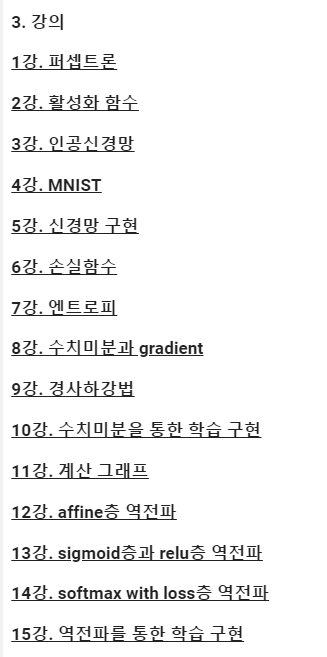 3. 강의
1강. 퍼셉트론
2강. 활성화 함수
3강. 인공신경망
4강. MNIST
5강. 신경망 구현
6강. 손실함수
7강. 엔트로피
8강. 수치미분과 gradient
9강. 경사하강법
10강. 수치미분을 통한 학습 구현
11강. 계산 그래프
12강. affine층 역전파
13강. sigmoid층과 relu층 역전파
14강. softmax with loss층 역전파
15강. 역전파를 통한 학습 구현